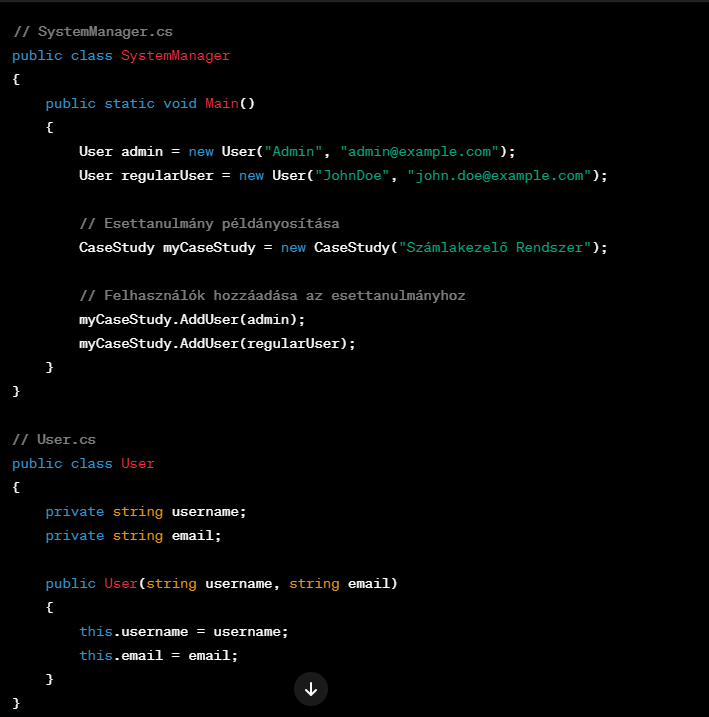 // SystemManager.cs
public class SystemManager
{
    public static void Main()
    {
        User admin = new User("Admin", "admin@example.com");
        User regularUser = new User("JohnDoe", "john.doe@example.com");

        // Esettanulmány példányosítása
        CaseStudy myCaseStudy = new CaseStudy("Számlakezelő Rendszer");

        // Felhasználók hozzáadása az esettanulmányhoz
        myCaseStudy.AddUser(admin);
        myCaseStudy.AddUser(regularUser);
    }
}

// User.cs
public class User
{
    private string username;
    private string email;

    public User(string username, string email)
    {
        this.username = username;
        this.email = email;
    }
}